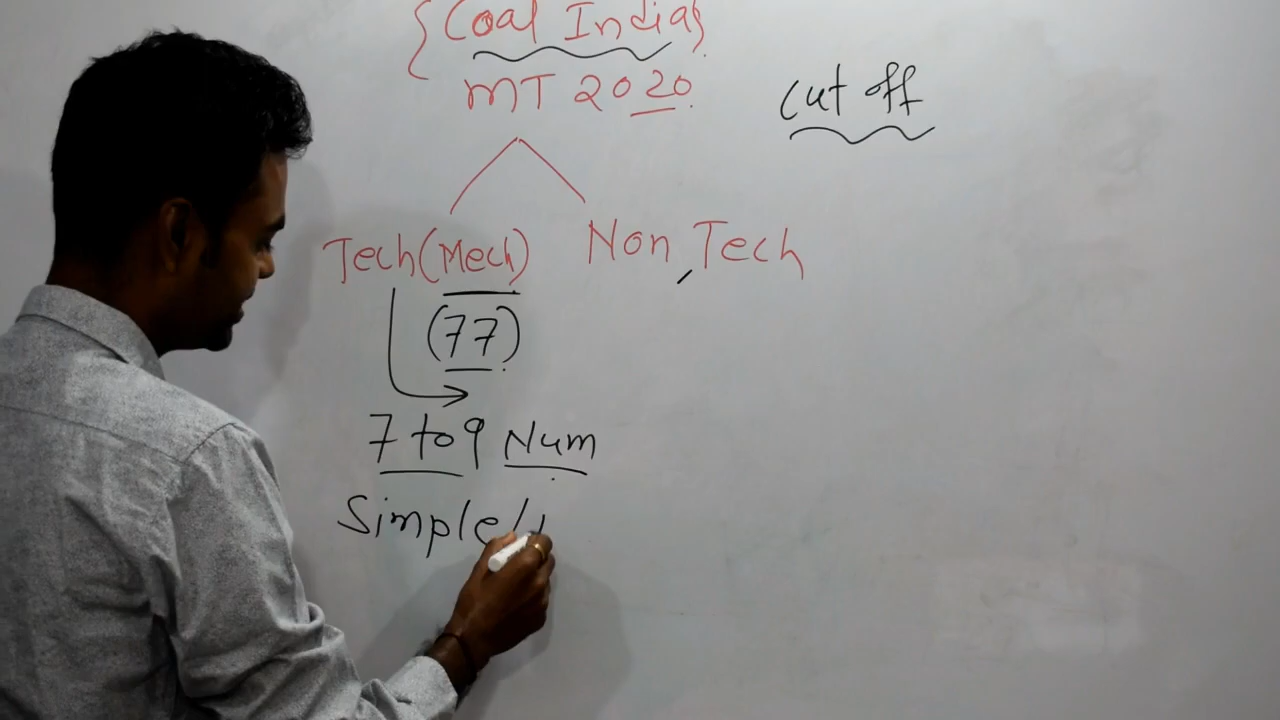 {Coal India}
MT 2020.
cut off
Tech(Mech) Non Tech
(77)
7 to 9 Num
Simple/